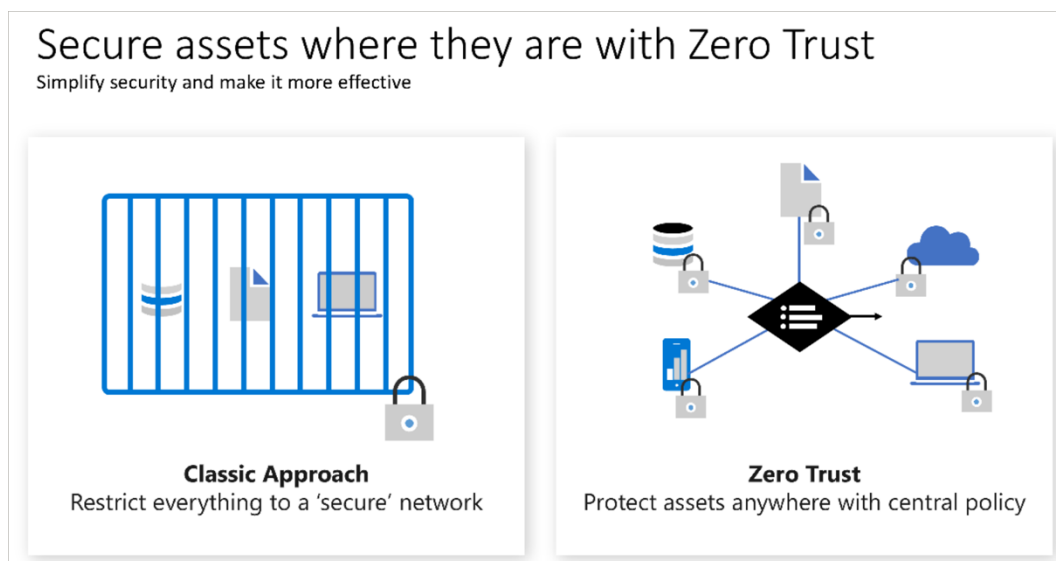 Secure assets where they are with Zero Trust
Simplify security and make it more effective
Classic Approach
Restrict everything to a ‘secure’ network
Zero Trust
Protect assets anywhere with central policy